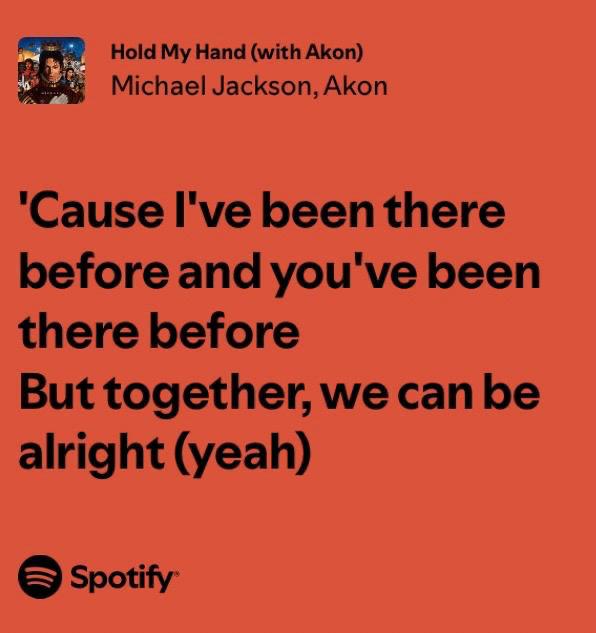 Hold My Hand (with Akon)
Michael Jackson, Akon
'Cause I've been there
before and you've been
there before
But together, we can be
alright (yeah)
Spotify